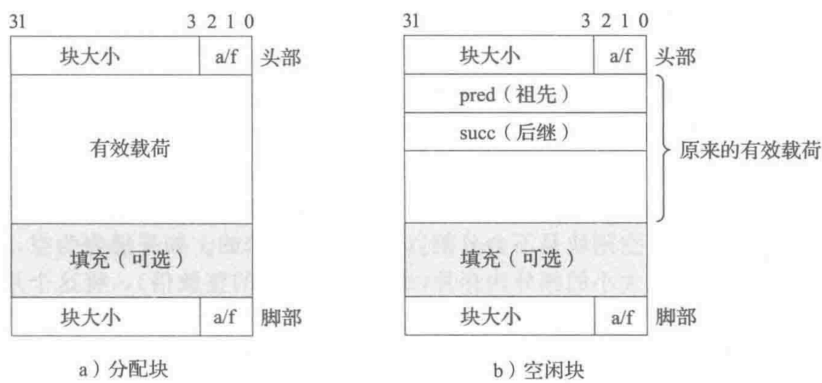 31 3 2 1 0
块大小 a/f 头部
有效载荷
填充（可选）
块大小 a/f 脚部
a）分配块
31 3 2 1 0
块大小 a/f 头部
pred（祖先）
succ（后继）
原来的有效载荷
填充（可选）
块大小 a/f 脚部
b）空闲块